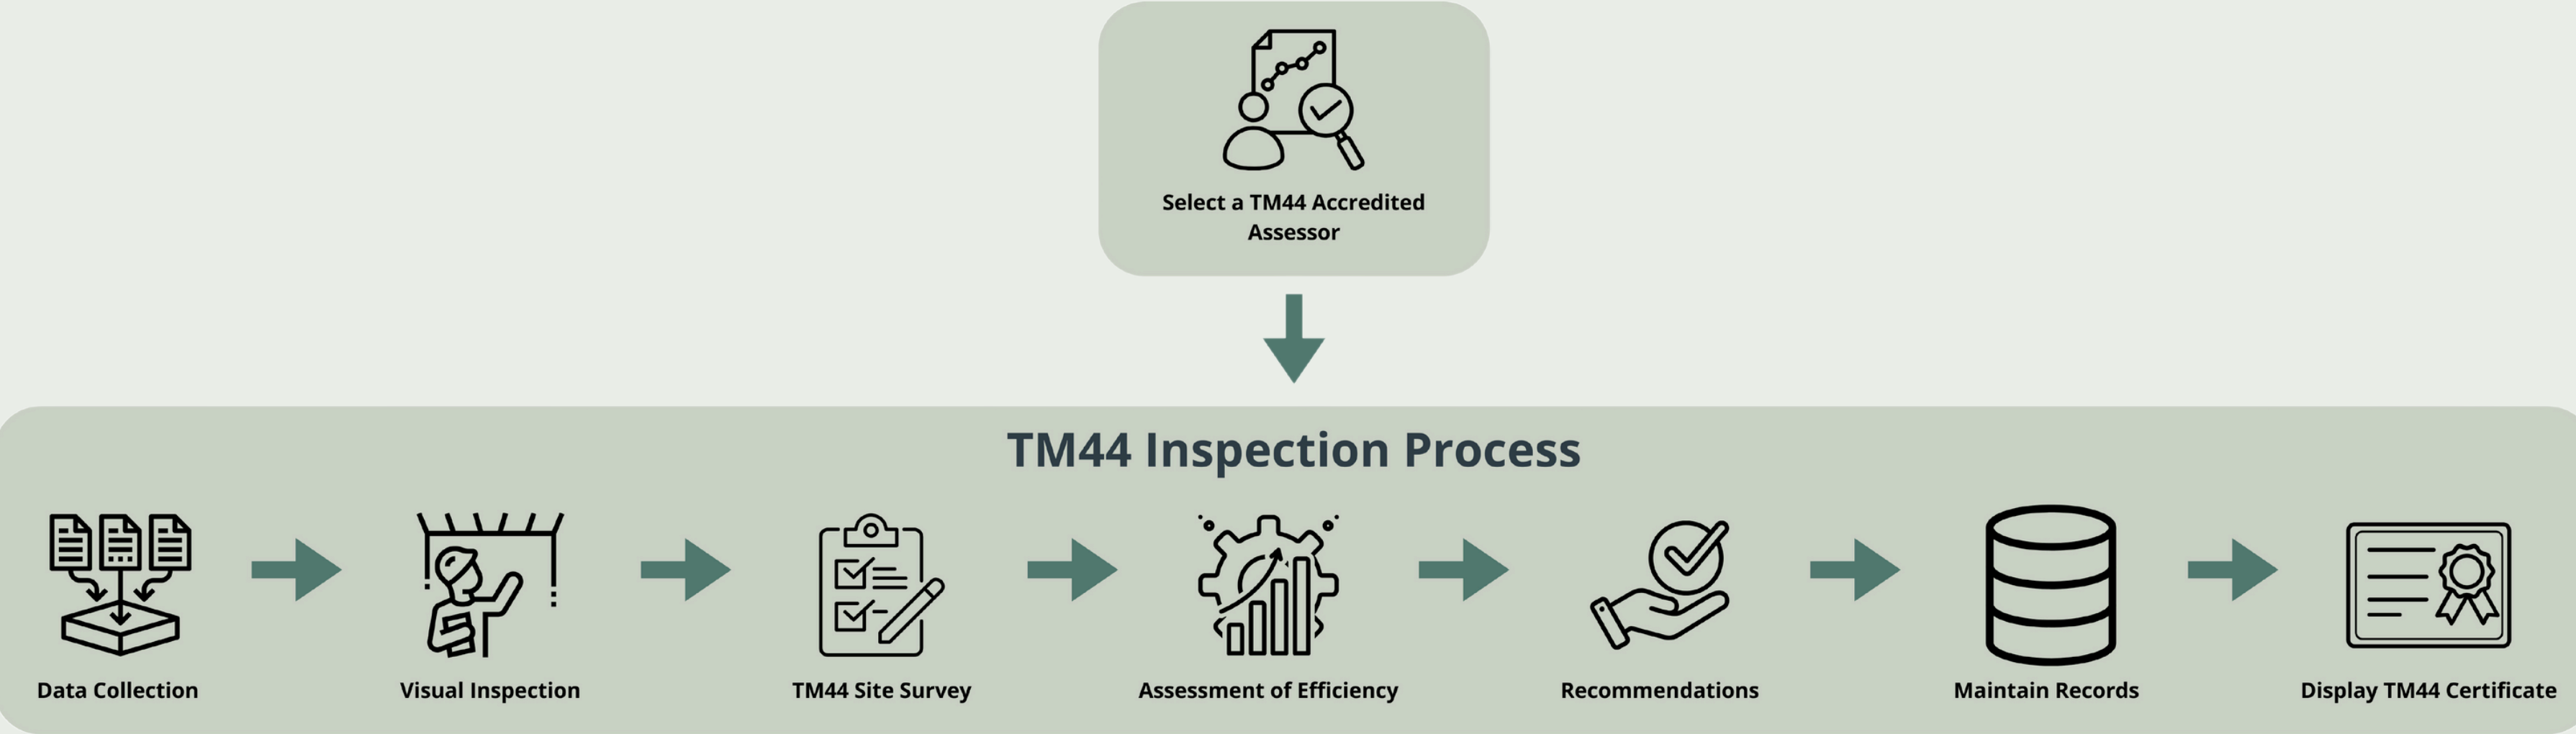 Select a TM44 Accredited
Assessor
TM44 Inspection Process
Data Collection
Visual Inspection
TM44 Site Survey
Assessment of Efficiency
Recommendations
Maintain Records
Display TM44 Certificate